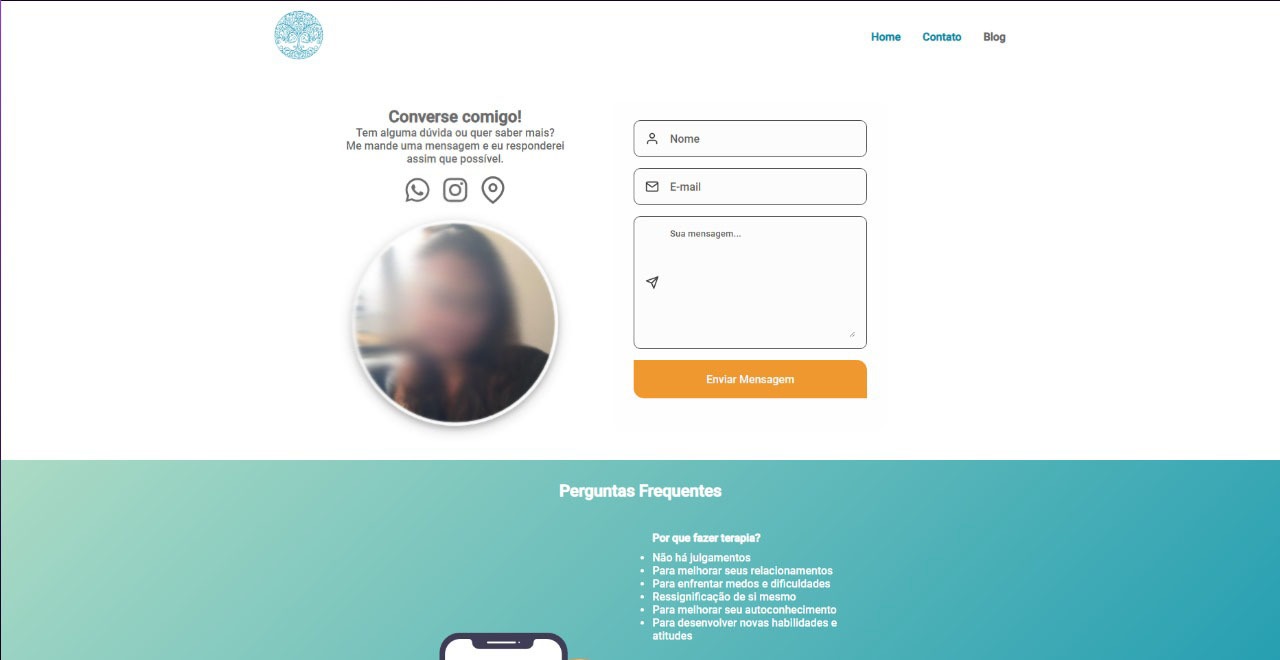 Home Contato Blog
Converse comigo!
Tem alguma dúvida ou quer saber mais?
Me mande uma mensagem e eu responderei
assim que possível.
Nome
E-mail
Sua mensagem...
Enviar Mensagem
Perguntas Frequentes
Por que fazer terapia?
• Não há julgamentos
• Para melhorar seus relacionamentos
• Para enfrentar medos e dificuldades
• Ressignificação de si mesmo
• Para melhorar seu autoconhecimento
• Para desenvolver novas habilidades e
atitudes